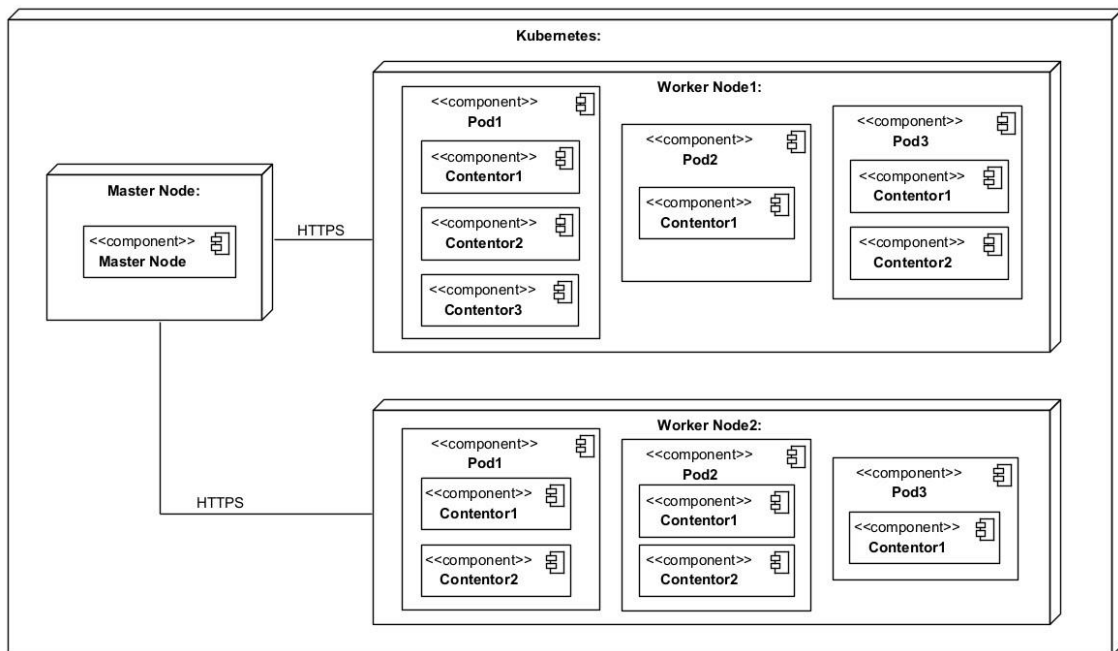 Kubernetes:
Master Node:
<<component>>
Master Node
HTTPS
HTTPS
Worker Node1:
<<component>>
Pod1
<<component>>
Contentor1
<<component>>
Contentor2
<<component>>
Contentor3
<<component>>
Pod2
<<component>>
Contentor1
<<component>>
Pod3
<<component>>
Contentor1
<<component>>
Contentor2
Worker Node2:
<<component>>
Pod1
<<component>>
Contentor1
<<component>>
Contentor2
<<component>>
Pod2
<<component>>
Contentor1
<<component>>
Contentor2
<<component>>
Pod3
<<component>>
Contentor1